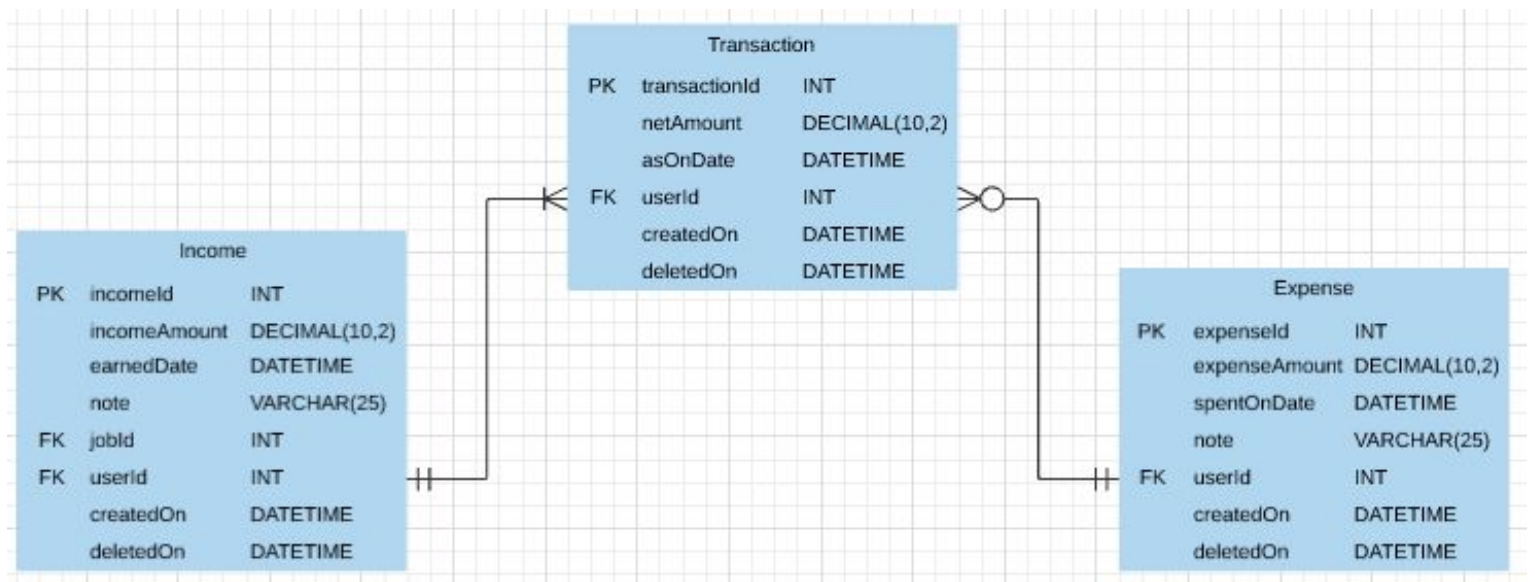 Transaction
PK transactionId INT
netAmount DECIMAL(10,2)
asOnDate DATETIME
FK userId INT
createdOn DATETIME
deletedOn DATETIME
Income
PK incomeId INT
incomeAmount DECIMAL(10,2)
earnedDate DATETIME
note VARCHAR(25)
FK jobId INT
FK userId INT
createdOn DATETIME
deletedOn DATETIME
Expense
PK expenseId INT
expenseAmount DECIMAL(10,2)
spentOnDate DATETIME
note VARCHAR(25)
FK userId INT
createdOn DATETIME
deletedOn DATETIME